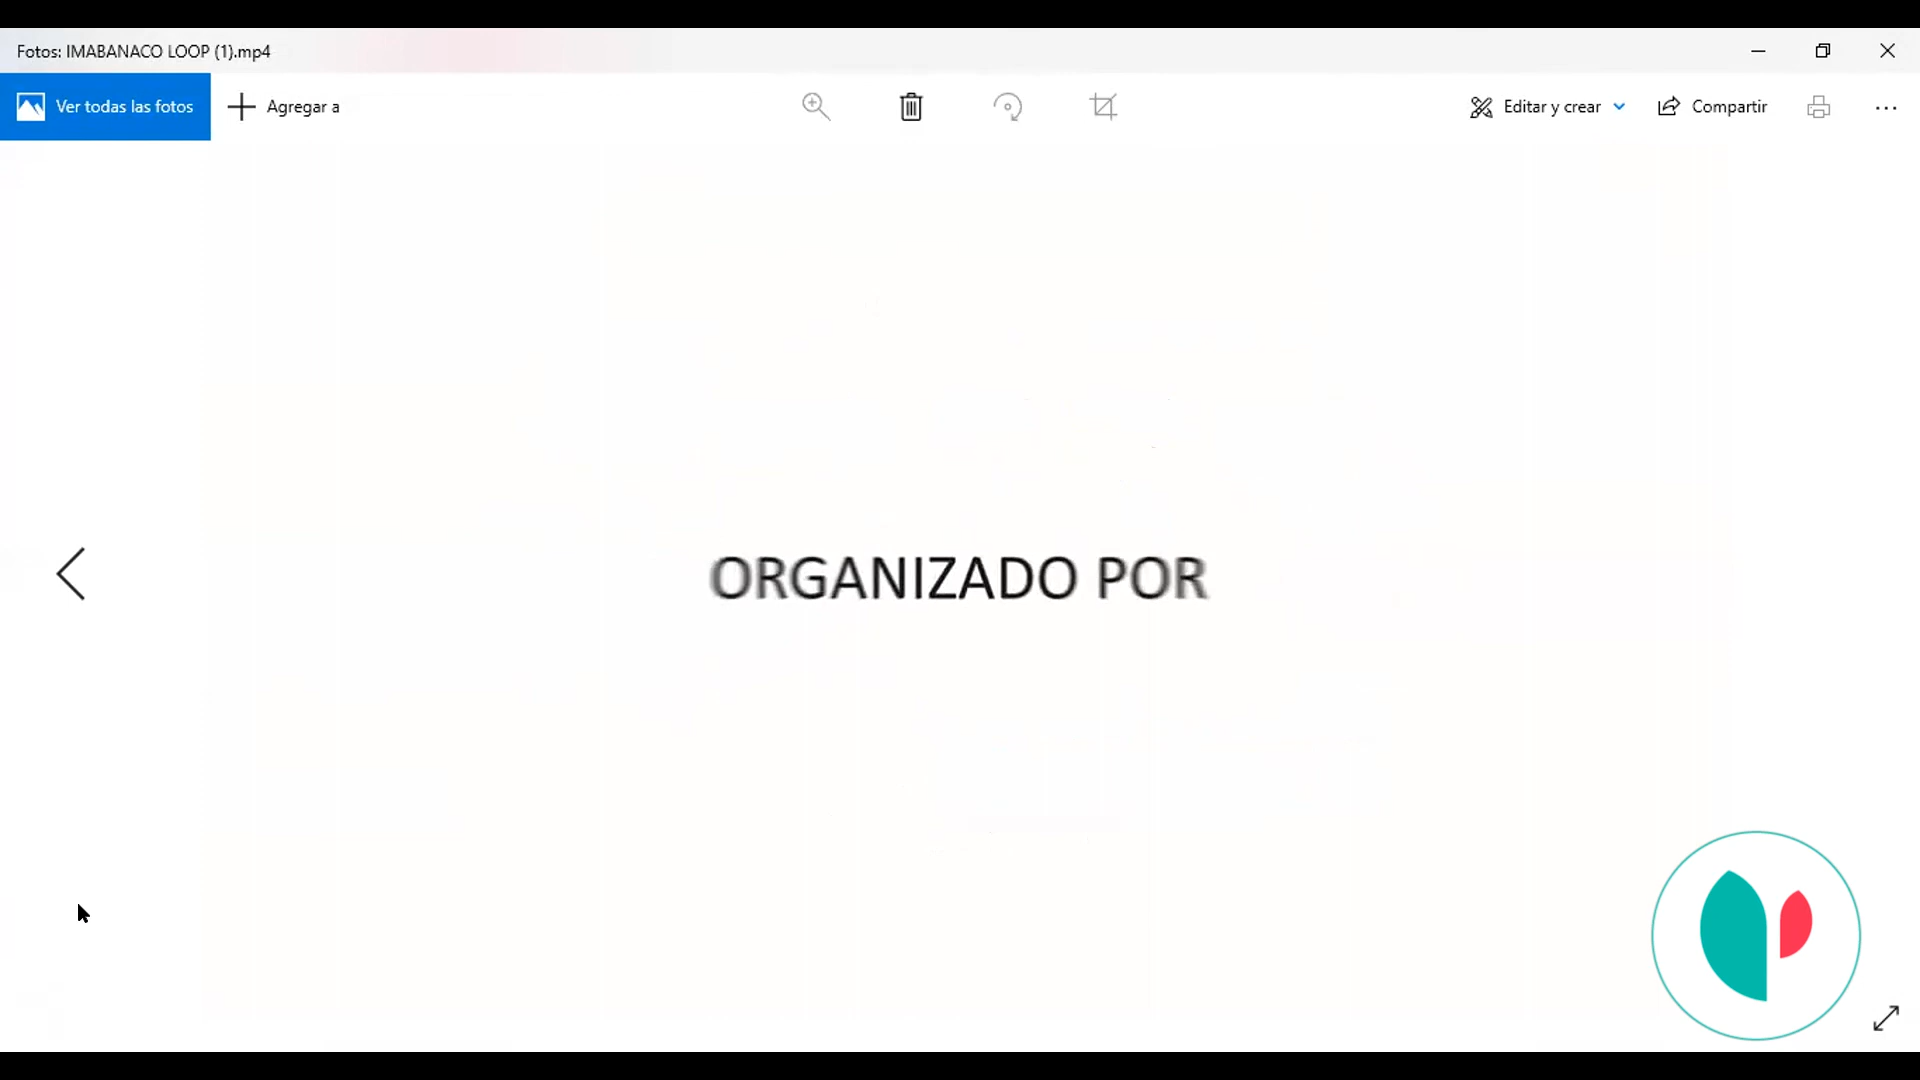 Fotos: IMABANACO LOOP (1).mp4
Ver todas las fotos
Agregar a
Editar y crear
Compartir
ORGANIZADO POR